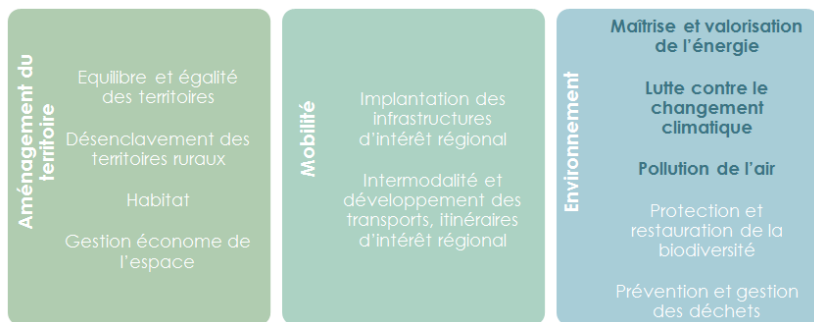 Aménagement du
territoire
Equilibre et égalité
des territoires
Désenclavement des
territoires ruraux
Habitat
Gestion économe de
l'espace
Mobilité
Implantation des
infrastructures
d'intérêt régional
Intermodalité et
développement des
transports, itinéraires
d'intérêt régional
Environnement
Maîtrise et valorisation
de l'énergie
Lutte contre le
changement
climatique
Pollution de l'air
Protection et
restauration de la
biodiversité
Prévention et gestion
des déchets